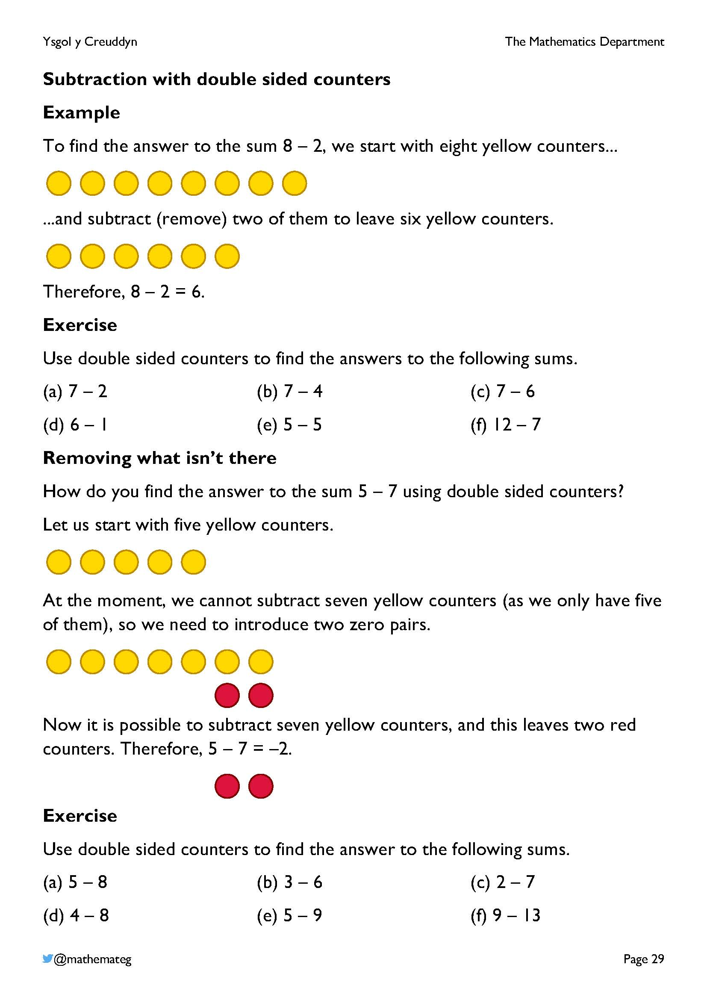 Ysgol y Creuddyn The Mathematics Department
Subtraction with double sided counters
Example
To find the answer to the sum 8 – 2, we start with eight yellow counters...
...and subtract (remove) two of them to leave six yellow counters.
Therefore, 8 – 2 = 6.
Exercise
Use double sided counters to find the answers to the following sums.
(a) 7 – 2 (b) 7 – 4 (c) 7 – 6
(d) 6 – 1 (e) 5 – 5 (f) 12 – 7
Removing what isn’t there
How do you find the answer to the sum 5 – 7 using double sided counters?
Let us start with five yellow counters.
At the moment, we cannot subtract seven yellow counters (as we only have five
of them), so we need to introduce two zero pairs.
Now it is possible to subtract seven yellow counters, and this leaves two red
counters. Therefore, 5 – 7 = –2.
Exercise
Use double sided counters to find the answer to the following sums.
(a) 5 – 8 (b) 3 – 6 (c) 2 – 7
(d) 4 – 8 (e) 5 – 9 (f) 9 – 13
@mathemateg Page 29